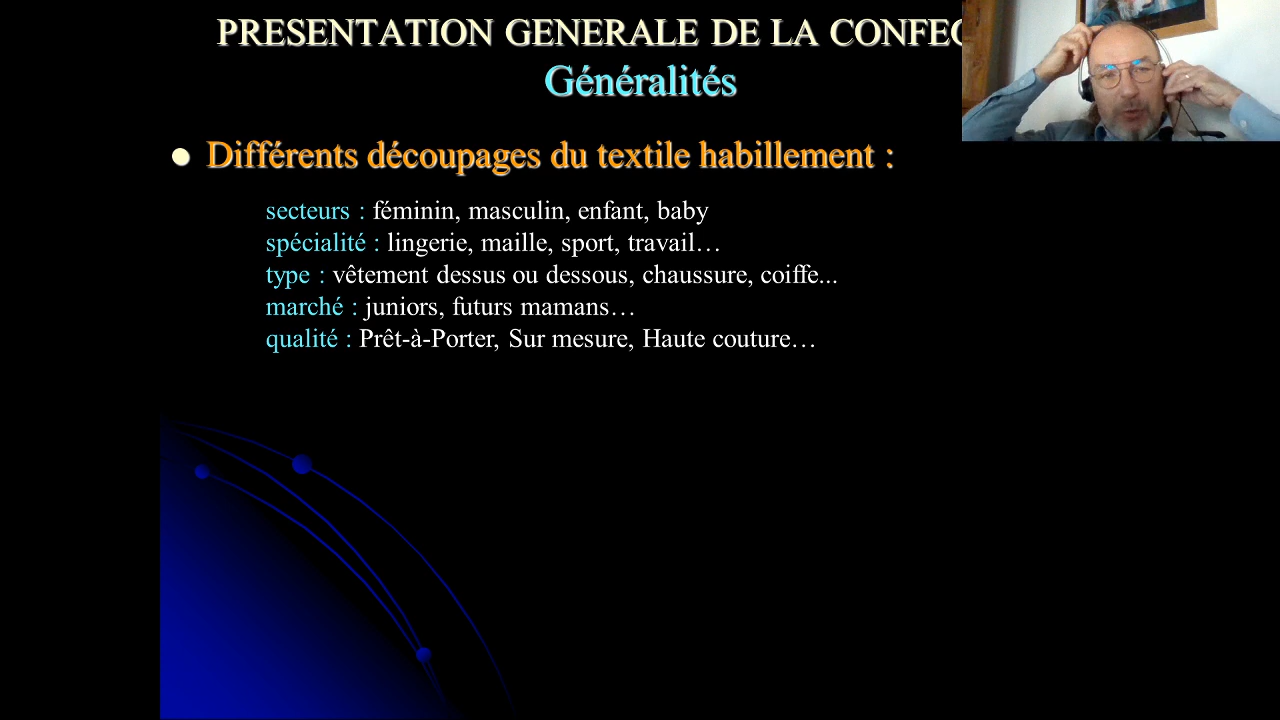 PRESENTATION GENERALE DE LA
Généralités
Différents découpages du textile habillement :
secteurs : féminin, masculin, enfant, baby
spécialité : lingerie, maille, sport, travail…
type : vêtement dessus ou dessous, chaussure, coiffe...
marché : juniors, futurs mamans…
qualité : Prêt-à-Porter, Sur mesure, Haute couture…